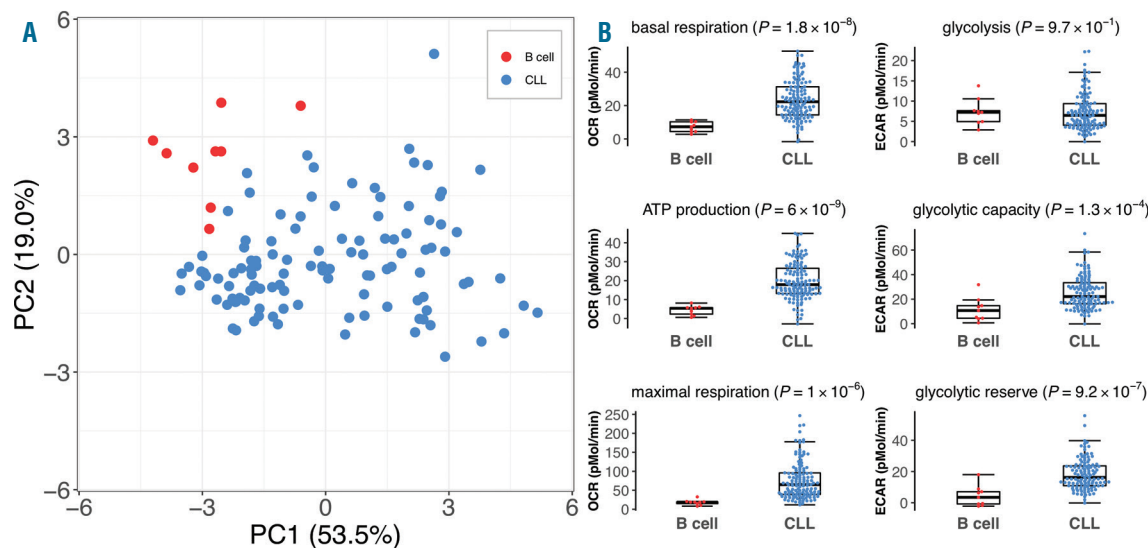 A
6
3
0
−3
−6
PC2 (19.0%)
B cell
CLL
−6
−3
0
3
6
PC1 (53.5%)
B
basal respiration (P = 1.8 × 10⁻⁸)
OCR (pMol/min)
40
20
0
B cell
CLL
glycolysis (P = 9.7 × 10⁻¹)
ECAR (pMol/min)
20
15
10
5
0
B cell
CLL
ATP production (P = 6 × 10⁻⁹)
OCR (pMol/min)
40
30
20
10
0
B cell
CLL
glycolytic capacity (P = 1.3 × 10⁻⁴)
ECAR (pMol/min)
60
40
20
0
B cell
CLL
maximal respiration (P = 1 × 10⁻⁶)
OCR (pMol/min)
250
200
150
100
50
0
B cell
CLL
glycolytic reserve (P = 9.2 × 10⁻⁷)
ECAR (pMol/min)
40
20
0
B cell
CLL